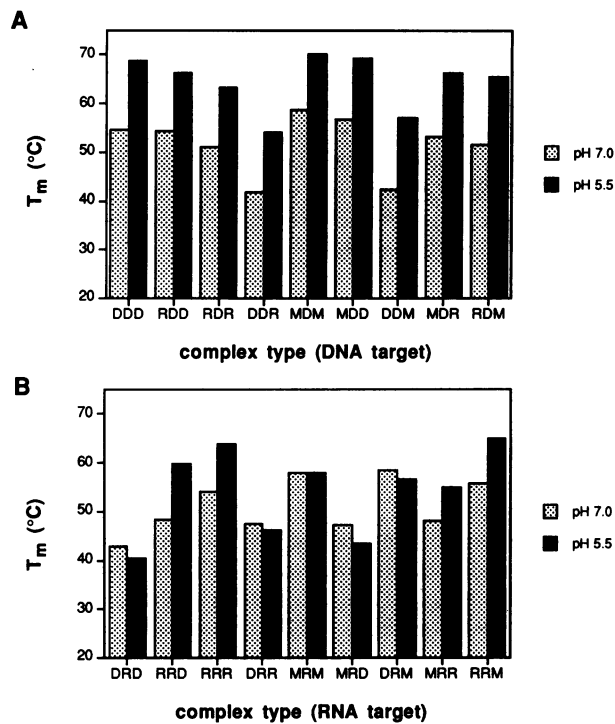 A
70
60
50
40
30
20
Tm (°C)
DDD RDD RDR DDR MDM MDD DDM MDR RDM
complex type (DNA target)
pH 7.0
pH 5.5
B
70
60
50
40
30
20
Tm (°C)
DRD RRD RRR DRR MRM MRD DRM MRR RRM
complex type (RNA target)
pH 7.0
pH 5.5